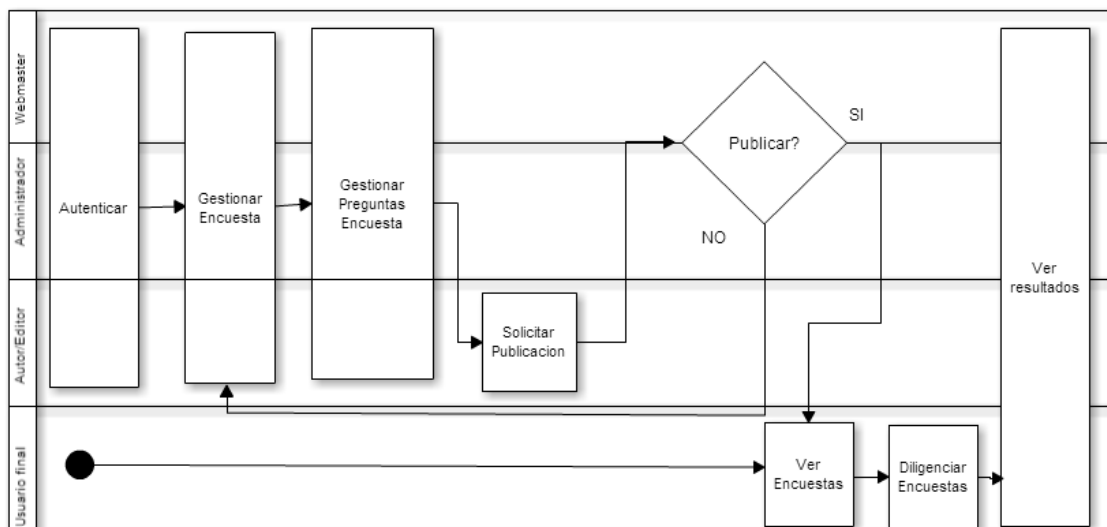 Webmaster
Administrador
Autor/Editor
Usuario final
Autenticar
Gestionar
Encuesta
Gestionar
Preguntas
Encuesta
Solicitar
Publicacion
Publicar?
SI
NO
Ver
Encuestas
Diligenciar
Encuestas
Ver
resultados